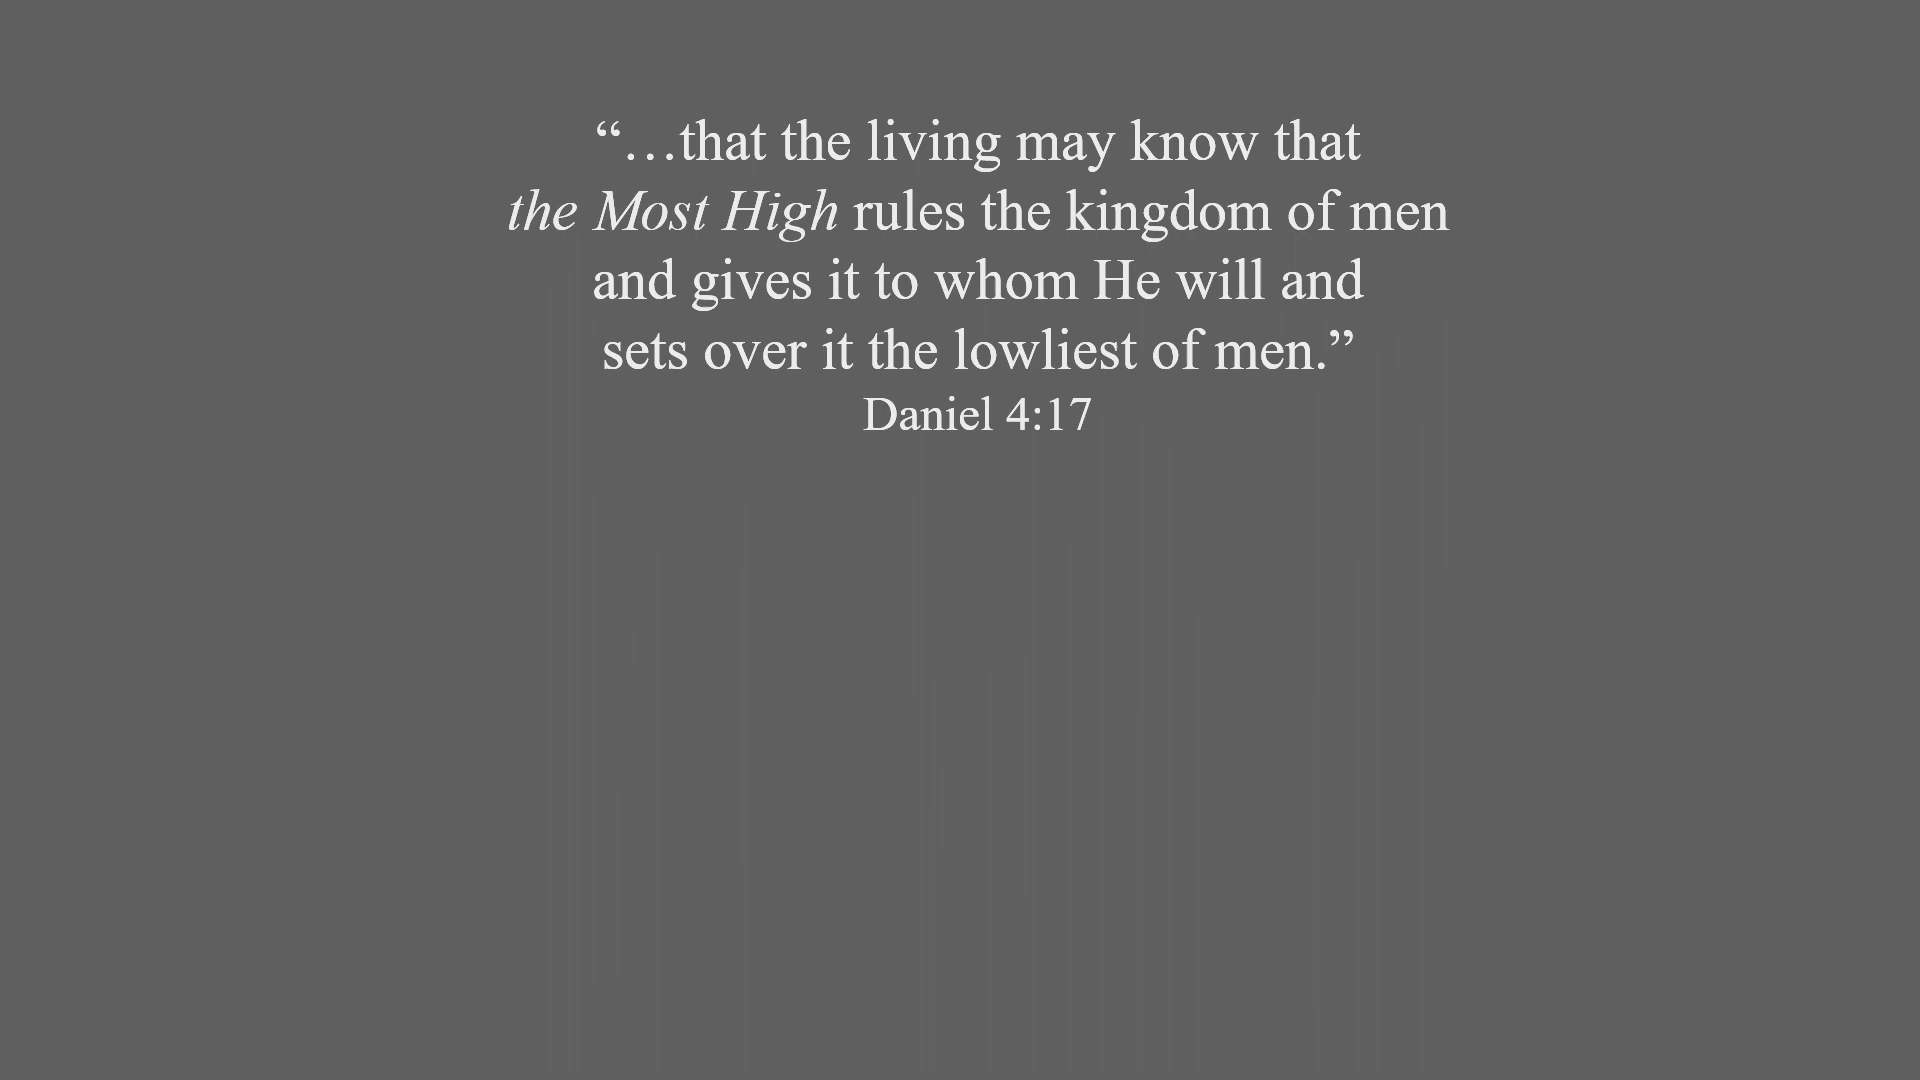 “…that the living may know that
the Most High rules the kingdom of men
and gives it to whom He will and
sets over it the lowliest of men.”
Daniel 4:17